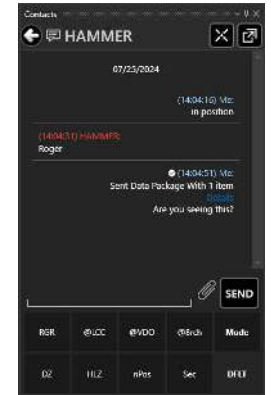 Contacts
HAMMER
07/23/2024
(14:04:16) Me:
in position
(14:04:31) HAMMER:
Roger
(14:04:51) Me:
Sent Data Package With 1 item
Details
Are you seeing this?
SEND
RGR @LCC @VDO @Brch Mode
DZ HLZ nPos Sec DFLT